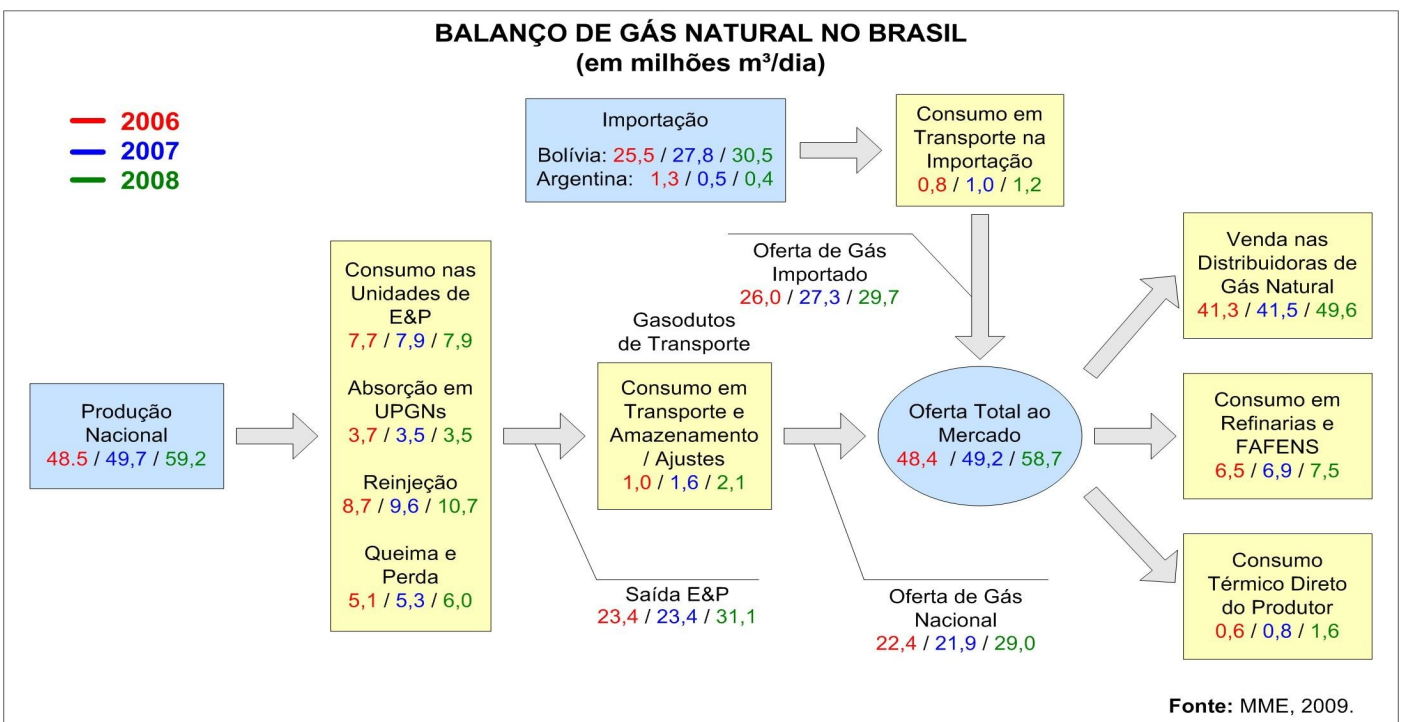 BALANÇO DE GÁS NATURAL NO BRASIL
(em milhões m³/dia)
2006
2007
2008
Importação
Bolívia: 25,5 / 27,8 / 30,5
Argentina: 1,3 / 0,5 / 0,4
Consumo em
Transporte na
Importação
0,8 / 1,0 / 1,2
Oferta de Gás
Importado
26,0 / 27,3 / 29,7
Produção
Nacional
48.5 / 49,7 / 59,2
Consumo nas
Unidades de
E&P
7,7 / 7,9 / 7,9
Absorção em
UPGNs
3,7 / 3,5 / 3,5
Reinjeção
8,7 / 9,6 / 10,7
Queima e
Perda
5,1 / 5,3 / 6,0
Saída E&P
23,4 / 23,4 / 31,1
Gasodutos
de Transporte
Consumo em
Transporte e
Amazenamento
/ Ajustes
1,0 / 1,6 / 2,1
Oferta de Gás
Nacional
22,4 / 21,9 / 29,0
Oferta Total ao
Mercado
48,4 / 49,2 / 58,7
Venda nas
Distribuidoras de
Gás Natural
41,3 / 41,5 / 49,6
Consumo em
Refinarias e
FAFENS
6,5 / 6,9 / 7,5
Consumo
Térmico Direto
do Produtor
0,6 / 0,8 / 1,6
Fonte: MME, 2009.